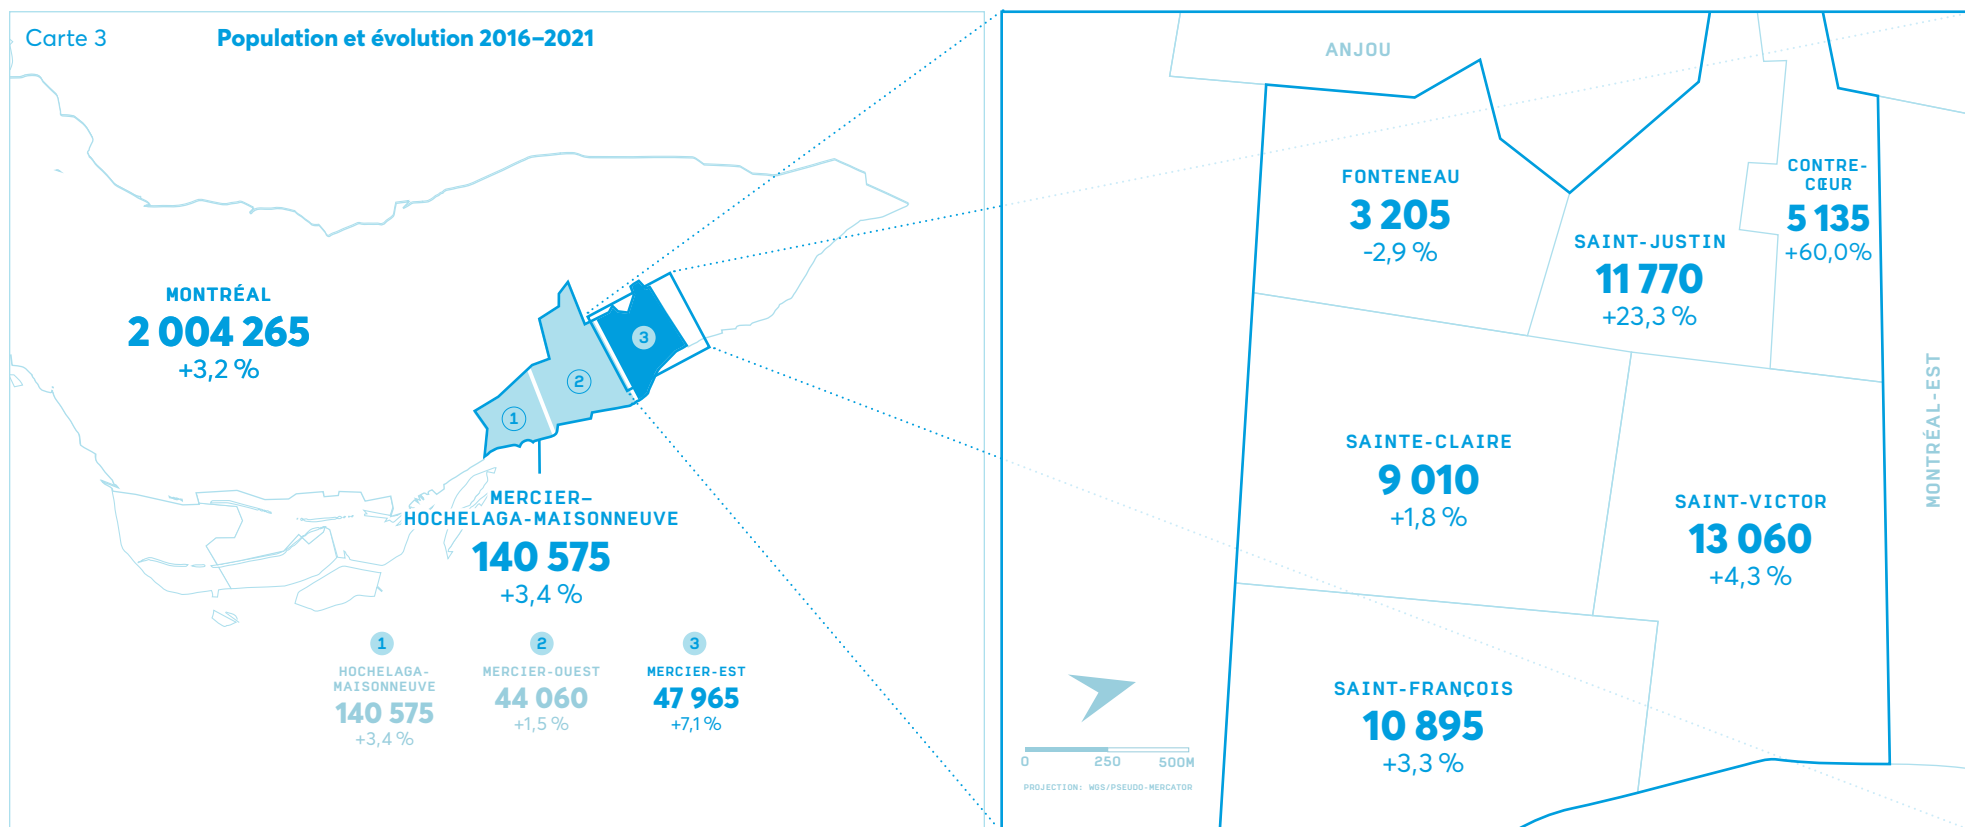 Carte 3
Population et évolution 2016–2021
MONTRÉAL
2 004 265
+3,2 %
1
2
3
MERCIER–
HOCHELAGA-MAISONNEUVE
140 575
+3,4 %
1
HOCHELAGA-
MAISONNEUVE
140 575
+3,4 %
2
MERCIER-OUEST
44 060
+1,5 %
3
MERCIER-EST
47 965
+7,1 %
ANJOU
FONTENEAU
3 205
-2,9 %
SAINT-JUSTIN
11 770
+23,3 %
CONTRE-
CŒUR
5 135
+60,0%
SAINTE-CLAIRE
9 010
+1,8 %
SAINT-VICTOR
13 060
+4,3 %
SAINT-FRANÇOIS
10 895
+3,3 %
MONTRÉAL-EST
0 250 500M
PROJECTION: WGS/PSEUDO-MERCATOR